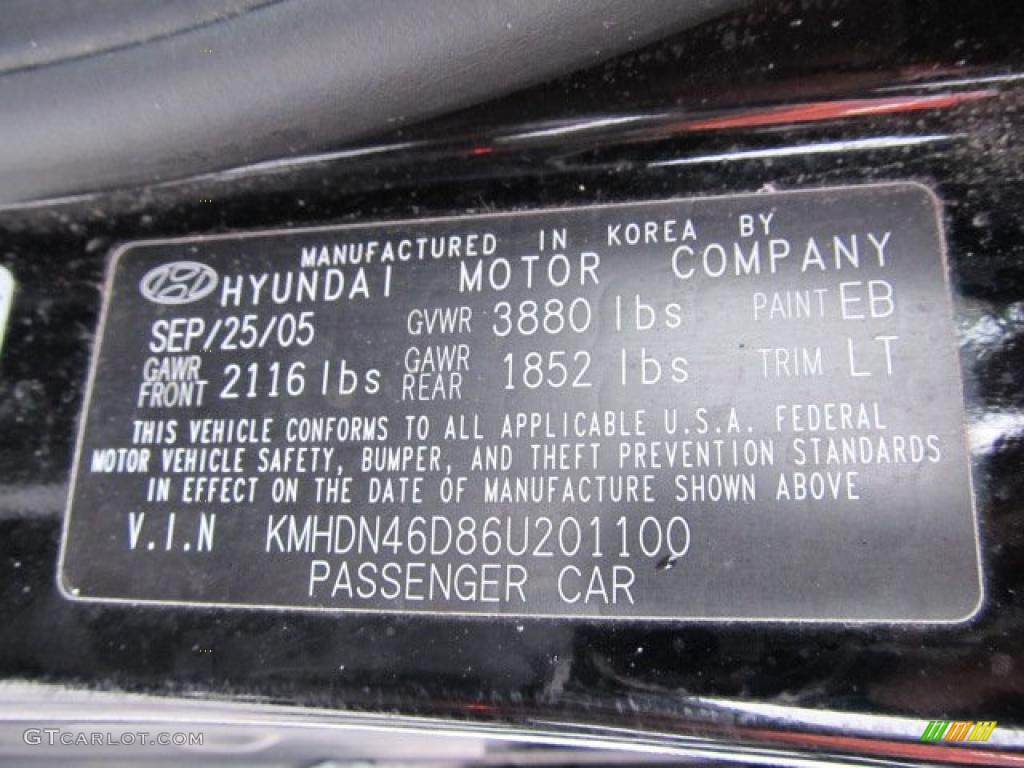 MANUFACTURED IN KOREA BY
HYUNDAI MOTOR COMPANY
SEP/25/05 GVWR 3880 lbs PAINT EB
GAWR FRONT 2116 lbs GAWR REAR 1852 lbs TRIM LT
THIS VEHICLE CONFORMS TO ALL APPLICABLE U.S.A. FEDERAL
MOTOR VEHICLE SAFETY, BUMPER, AND THEFT PREVENTION STANDARDS
IN EFFECT ON THE DATE OF MANUFACTURE SHOWN ABOVE
V.I.N KMHDN46D86U201100
PASSENGER CAR
GTCARLOT.COM